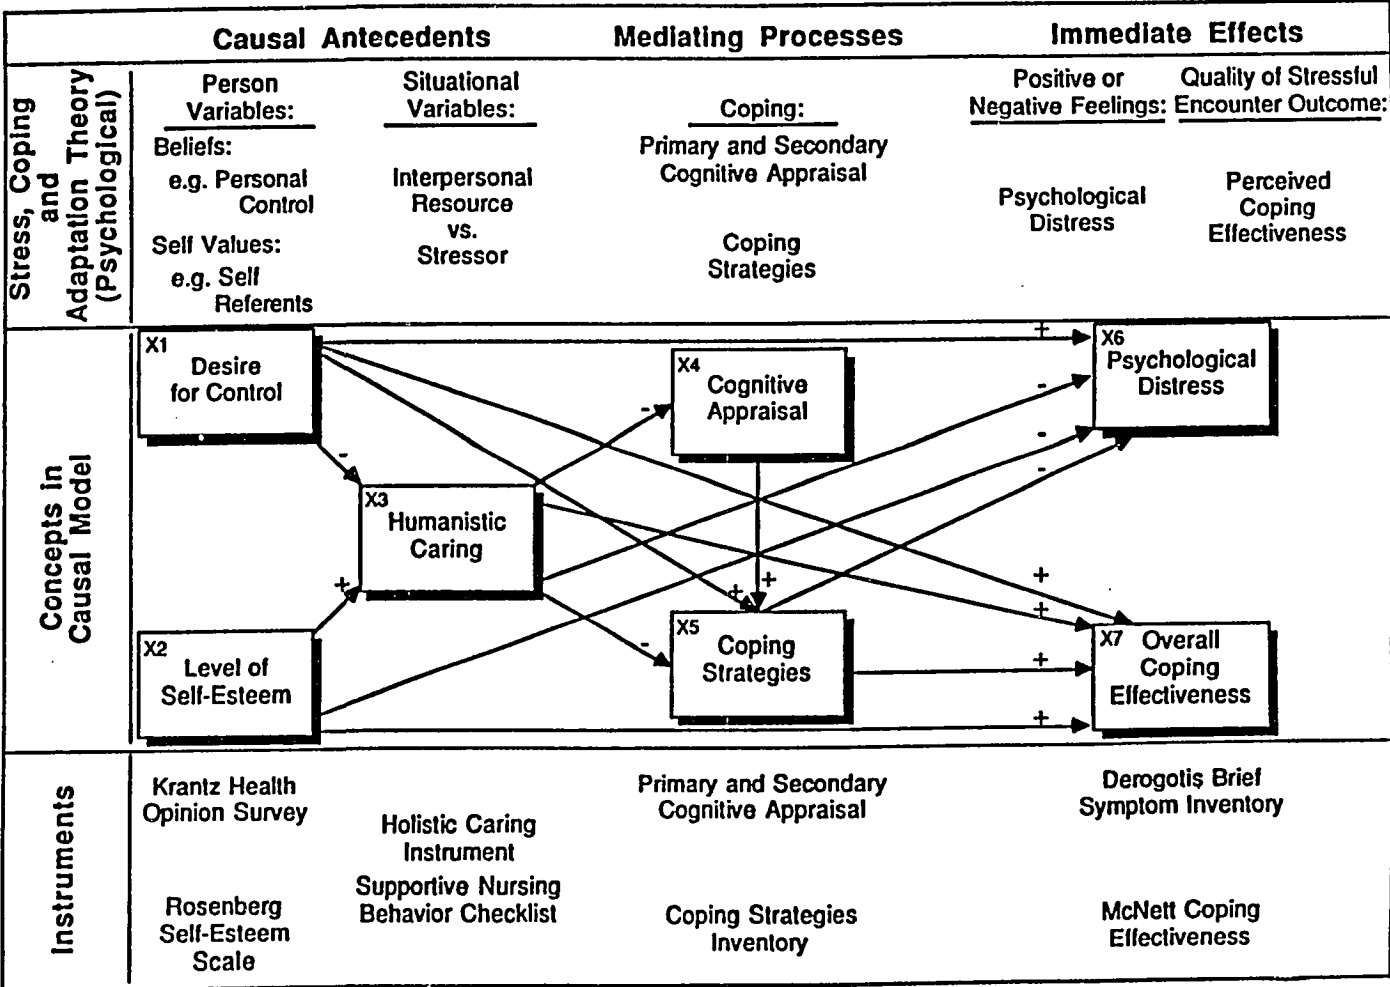 Causal Antecedents
Mediating Processes
Immediate Effects
Stress, Coping
and
Adaptation Theory
(Psychological)
Person
Variables:
Beliefs:
e.g. Personal
Control
Self Values:
e.g. Self
Referents
Situational
Variables:
Interpersonal
Resource
vs.
Stressor
Coping:
Primary and Secondary
Cognitive Appraisal
Coping
Strategies
Positive or
Negative Feelings:
Psychological
Distress
Quality of Stressful
Encounter Outcome:
Perceived
Coping
Effectiveness
Concepts in
Causal Model
X1
Desire
for Control
X2
Level of
Self-Esteem
X3
Humanistic
Caring
X4
Cognitive
Appraisal
X5
Coping
Strategies
X6
Psychological
Distress
X7 Overall
Coping
Effectiveness
-
+
-
-
+
+
+
-
-
-
+
+
+
+
Instruments
Krantz Health
Opinion Survey
Rosenberg
Self-Esteem
Scale
Holistic Caring
Instrument
Supportive Nursing
Behavior Checklist
Primary and Secondary
Cognitive Appraisal
Coping Strategies
Inventory
Derogotis Brief
Symptom Inventory
McNett Coping
Effectiveness